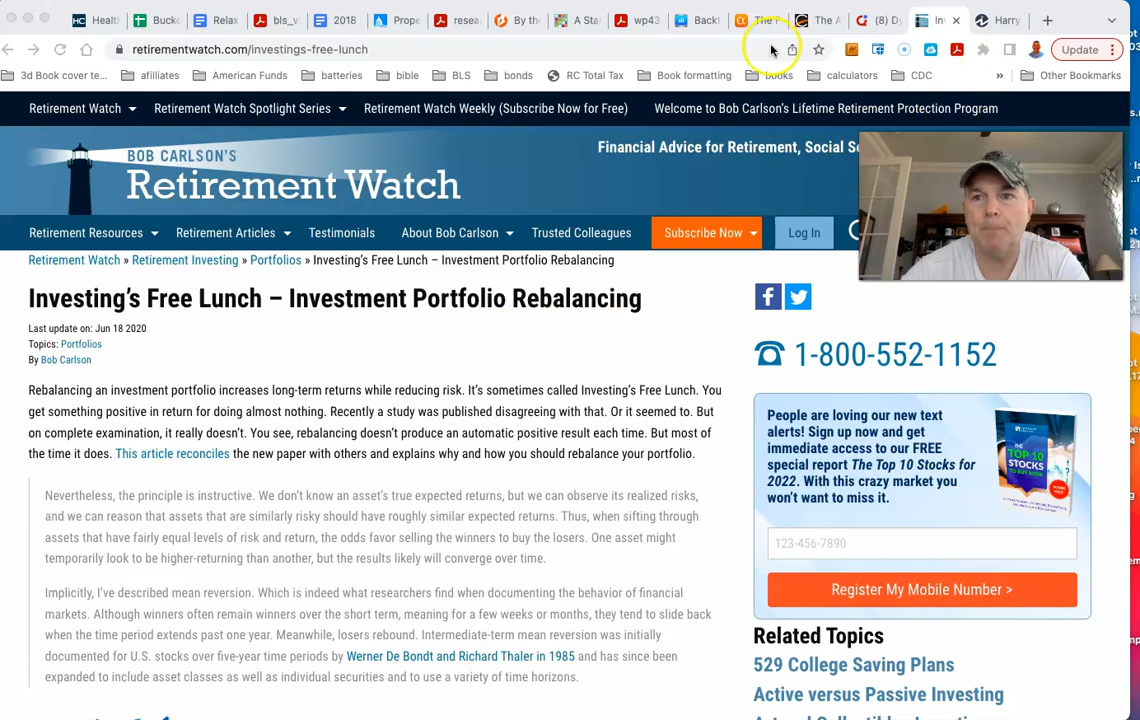 Healt
Bucke
Relax
bls_v
2018
Prope
resea
By the
A Sta
wp43
Backt
The F
The A
(8) Dy
Inv
Harry
retirementwatch.com/investings-free-lunch
Update
3d Book cover te...
afilliates
American Funds
batteries
bible
BLS
bonds
RC Total Tax
Book formatting
books
calculators
CDC
»
Other Bookmarks
Retirement Watch
Retirement Watch Spotlight Series
Retirement Watch Weekly (Subscribe Now for Free)
Welcome to Bob Carlson's Lifetime Retirement Protection Program
BOB CARLSON'S
Retirement Watch
Financial Advice for Retirement, Social Se
Retirement Resources
Retirement Articles
Testimonials
About Bob Carlson
Trusted Colleagues
Subscribe Now
Log In
Retirement Watch » Retirement Investing » Portfolios » Investing's Free Lunch – Investment Portfolio Rebalancing
Investing's Free Lunch – Investment Portfolio Rebalancing
Last update on: Jun 18 2020
Topics: Portfolios
By Bob Carlson
Rebalancing an investment portfolio increases long-term returns while reducing risk. It's sometimes called Investing's Free Lunch. You
get something positive in return for doing almost nothing. Recently a study was published disagreeing with that. Or it seemed to. But
on complete examination, it really doesn't. You see, rebalancing doesn't produce an automatic positive result each time. But most of
the time it does. This article reconciles the new paper with others and explains why and how you should rebalance your portfolio.
Nevertheless, the principle is instructive. We don't know an asset's true expected returns, but we can observe its realized risks,
and we can reason that assets that are similarly risky should have roughly similar expected returns. Thus, when sifting through
assets that have fairly equal levels of risk and return, the odds favor selling the winners to buy the losers. One asset might
temporarily look to be higher-returning than another, but the results likely will converge over time.
Implicitly, I've described mean reversion. Which is indeed what researchers find when documenting the behavior of financial
markets. Although winners often remain winners over the short term, meaning for a few weeks or months, they tend to slide back
when the time period extends past one year. Meanwhile, losers rebound. Intermediate-term mean reversion was initially
documented for U.S. stocks over five-year time periods by Werner De Bondt and Richard Thaler in 1985 and has since been
expanded to include asset classes as well as individual securities and to use a variety of time horizons.
1-800-552-1152
People are loving our new text
alerts! Sign up now and get
immediate access to our FREE
special report The Top 10 Stocks for
2022. With this crazy market you
won't want to miss it.
THE
TOP 10
STOCKS
TO BUY NOW
123-456-7890
Register My Mobile Number >
Related Topics
529 College Saving Plans
Active versus Passive Investing